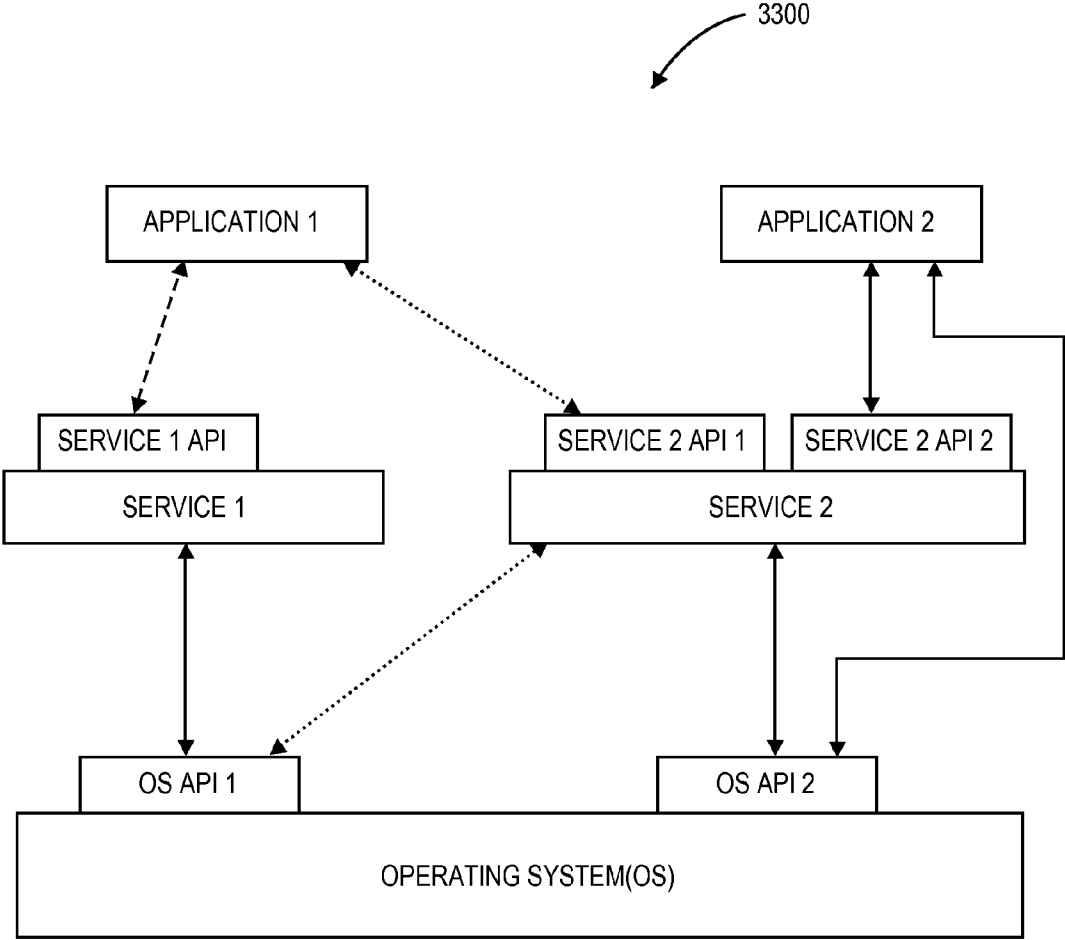 3300
APPLICATION 1
APPLICATION 2
SERVICE 1 API
SERVICE 2 API 1
SERVICE 2 API 2
SERVICE 1
SERVICE 2
OS API 1
OS API 2
OPERATING SYSTEM(OS)